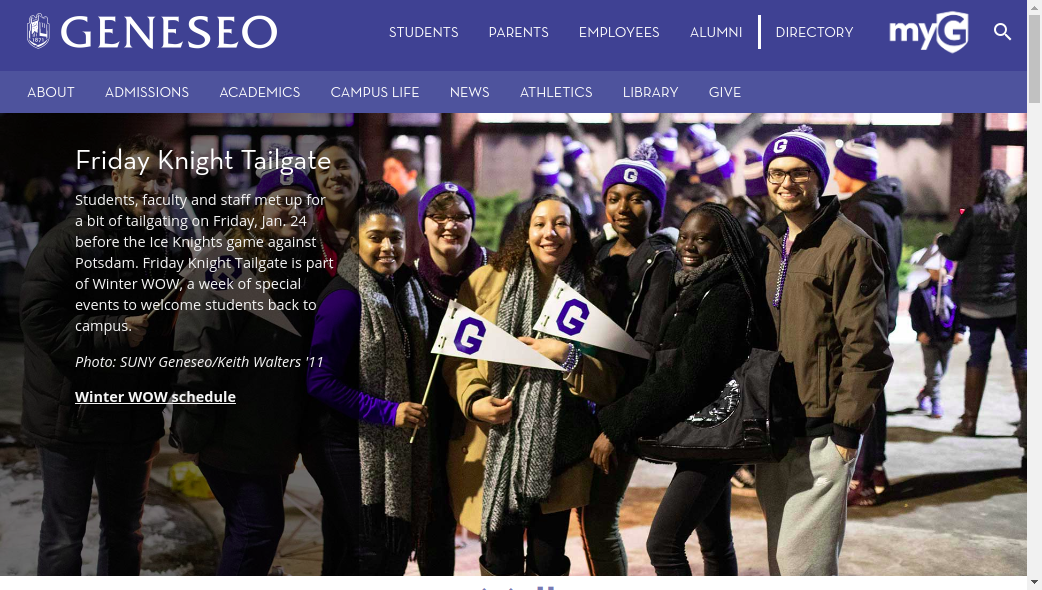 GENESEO
STUDENTS
PARENTS
EMPLOYEES
ALUMNI
DIRECTORY
myG
ABOUT
ADMISSIONS
ACADEMICS
CAMPUS LIFE
NEWS
ATHLETICS
LIBRARY
GIVE
Friday Knight Tailgate
Students, faculty and staff met up for
a bit of tailgating on Friday, Jan. 24
before the Ice Knights game against
Potsdam. Friday Knight Tailgate is part
of Winter WOW, a week of special
events to welcome students back to
campus.
Photo: SUNY Geneseo/Keith Walters '11
Winter WOW schedule
G
G
G
G
G